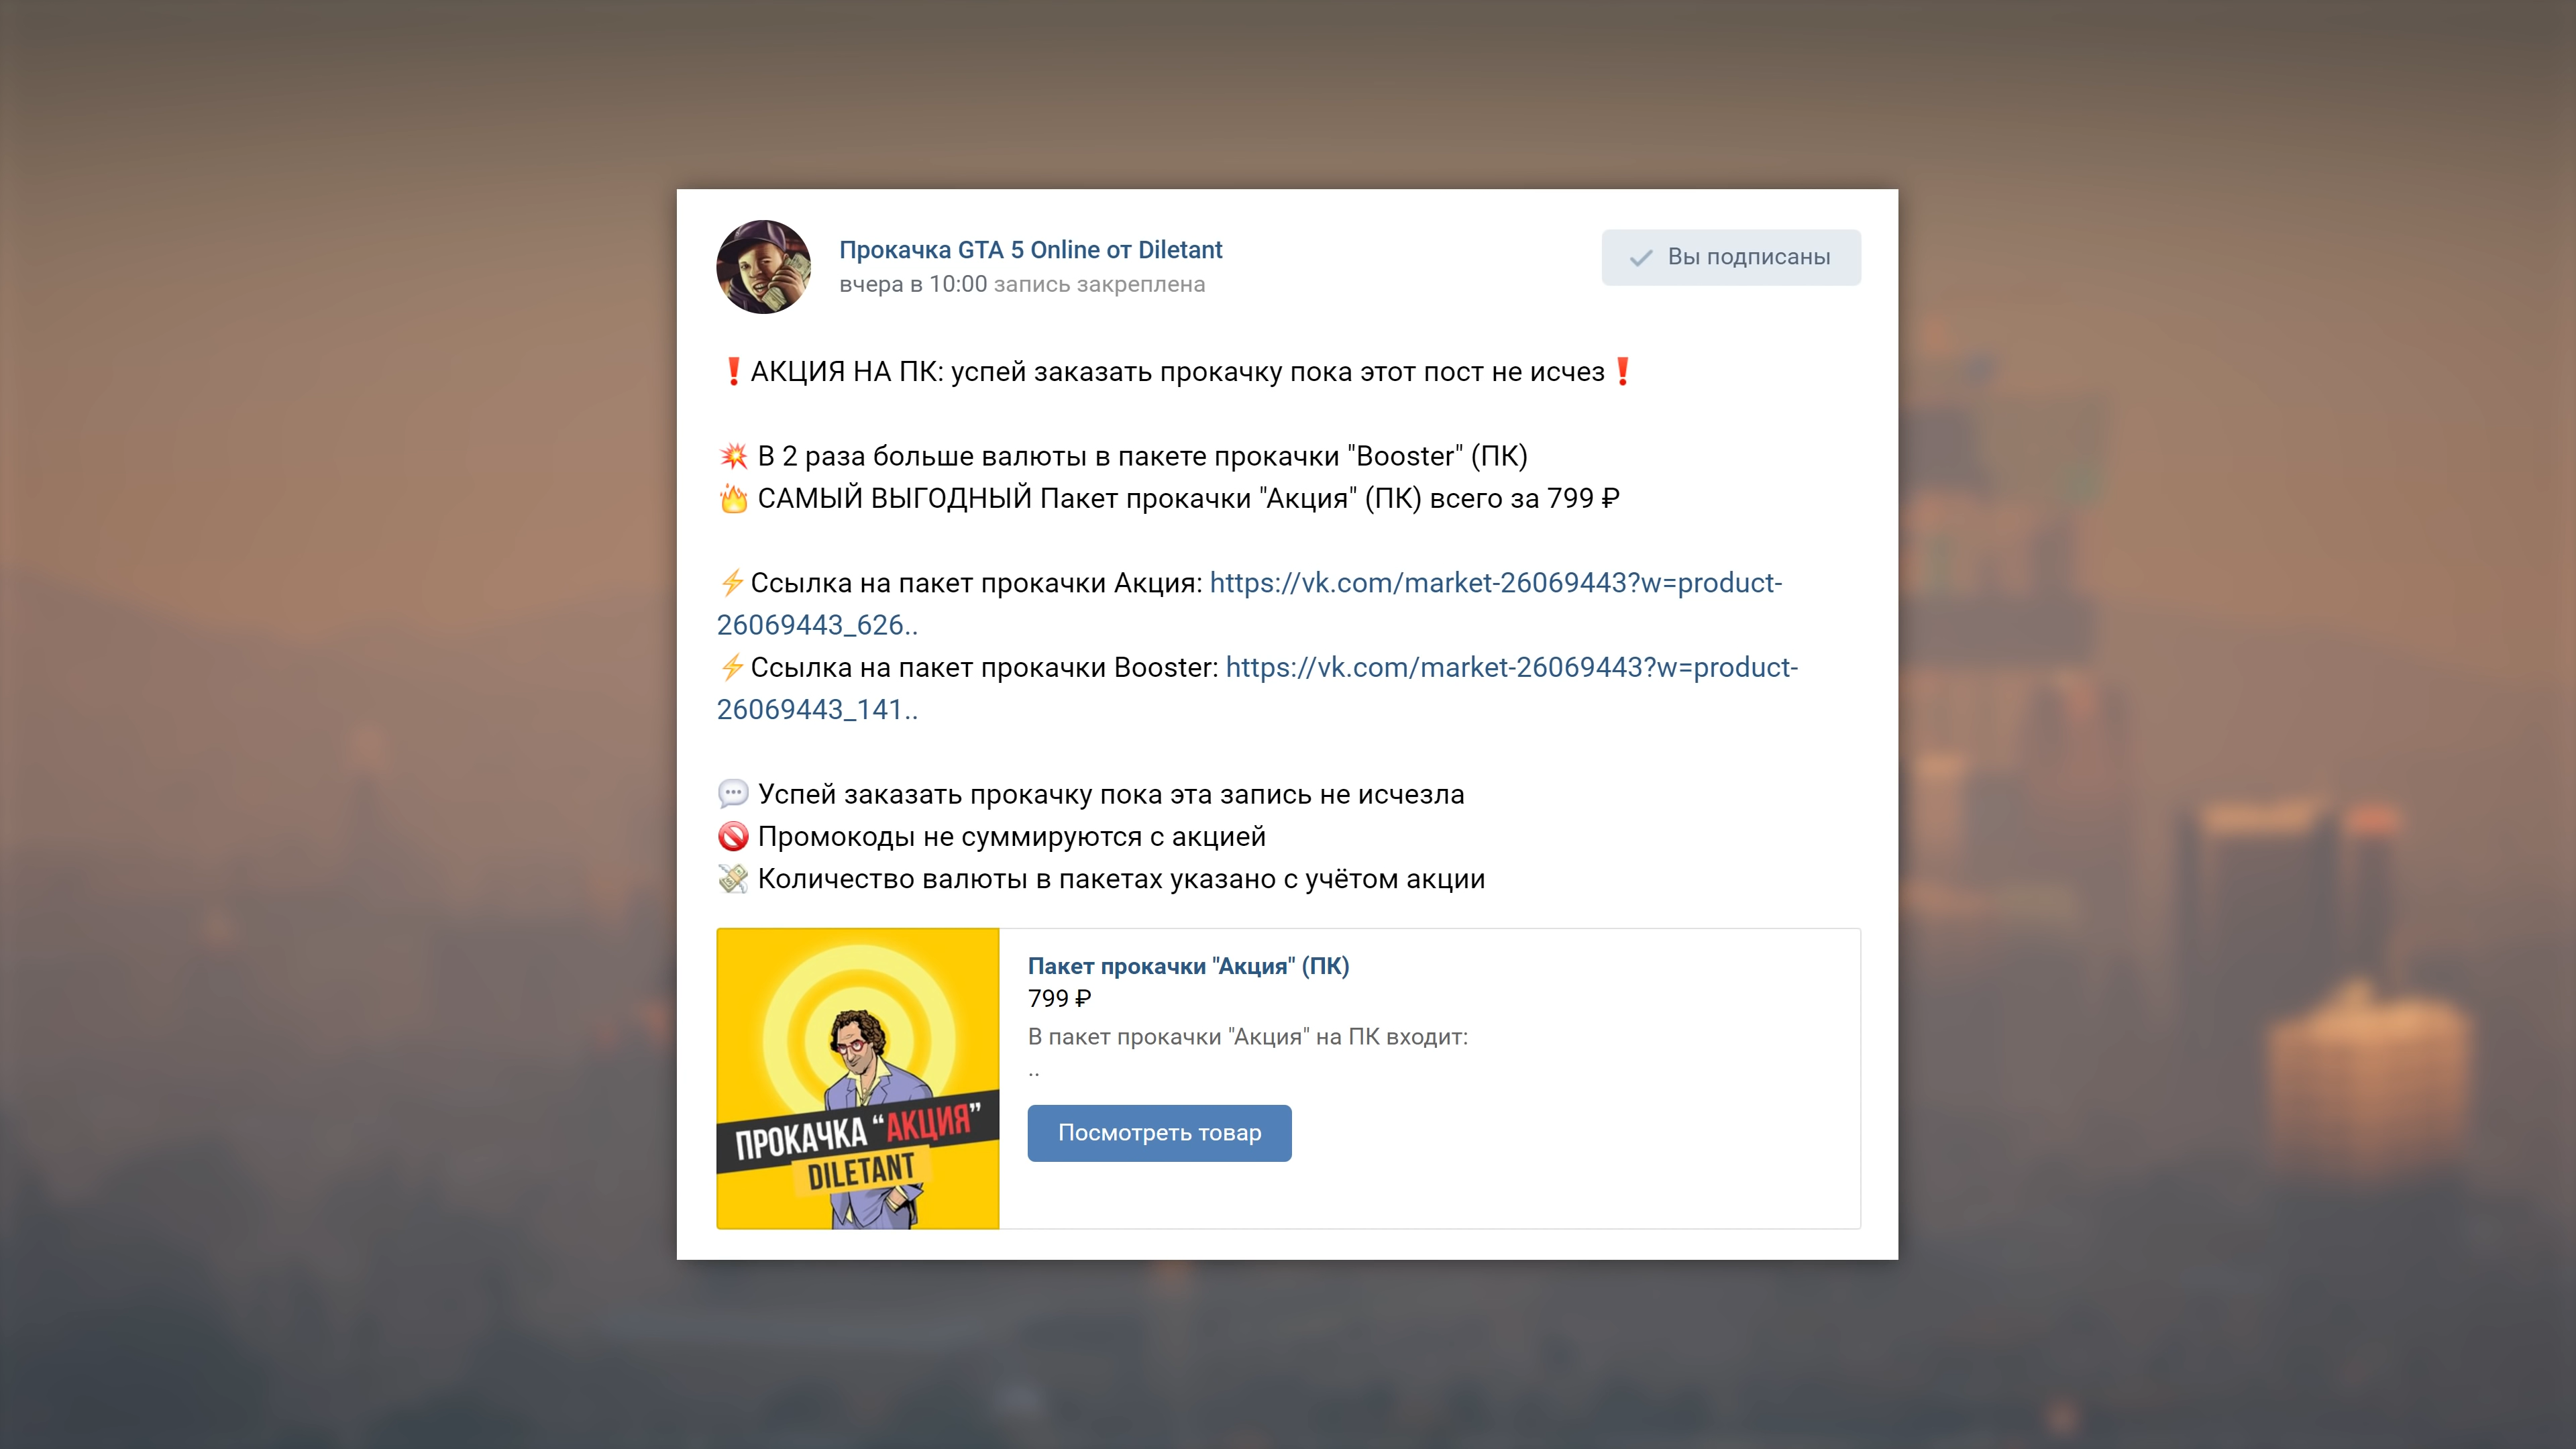 Прокачка GTA 5 Online от Diletant
вчера в 10:00 запись закреплена
Вы подписаны
❗АКЦИЯ НА ПК: успей заказать прокачку пока этот пост не исчез❗
💥 В 2 раза больше валюты в пакете прокачки "Booster" (ПК)
🔥 САМЫЙ ВЫГОДНЫЙ Пакет прокачки "Акция" (ПК) всего за 799 ₽
⚡Ссылка на пакет прокачки Акция: https://vk.com/market-26069443?w=product-
26069443_626..
⚡Ссылка на пакет прокачки Booster: https://vk.com/market-26069443?w=product-
26069443_141..
💬 Успей заказать прокачку пока эта запись не исчезла
🚫 Промокоды не суммируются с акцией
💸 Количество валюты в пакетах указано с учётом акции
ПРОКАЧКА “АКЦИЯ”
DILETANT
Пакет прокачки "Акция" (ПК)
799 ₽
В пакет прокачки "Акция" на ПК входит:
..
Посмотреть товар